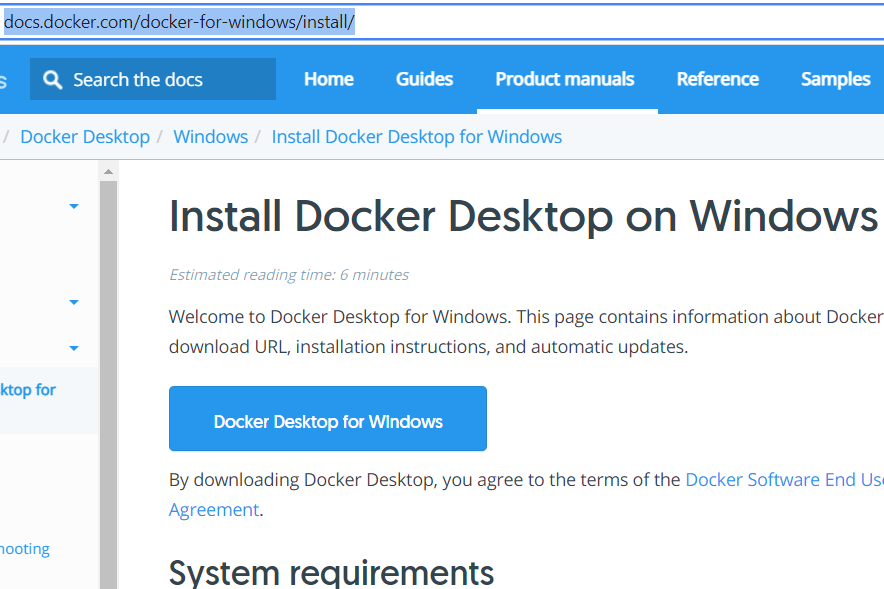 docs.docker.com/docker-for-windows/install/
s Search the docs Home Guides Product manuals Reference Samples
/ Docker Desktop / Windows / Install Docker Desktop for Windows
Install Docker Desktop on Windows
Estimated reading time: 6 minutes
Welcome to Docker Desktop for Windows. This page contains information about Docker
download URL, installation instructions, and automatic updates.
ktop for
Docker Desktop for Windows
By downloading Docker Desktop, you agree to the terms of the Docker Software End Use
Agreement.
hooting
System requirements